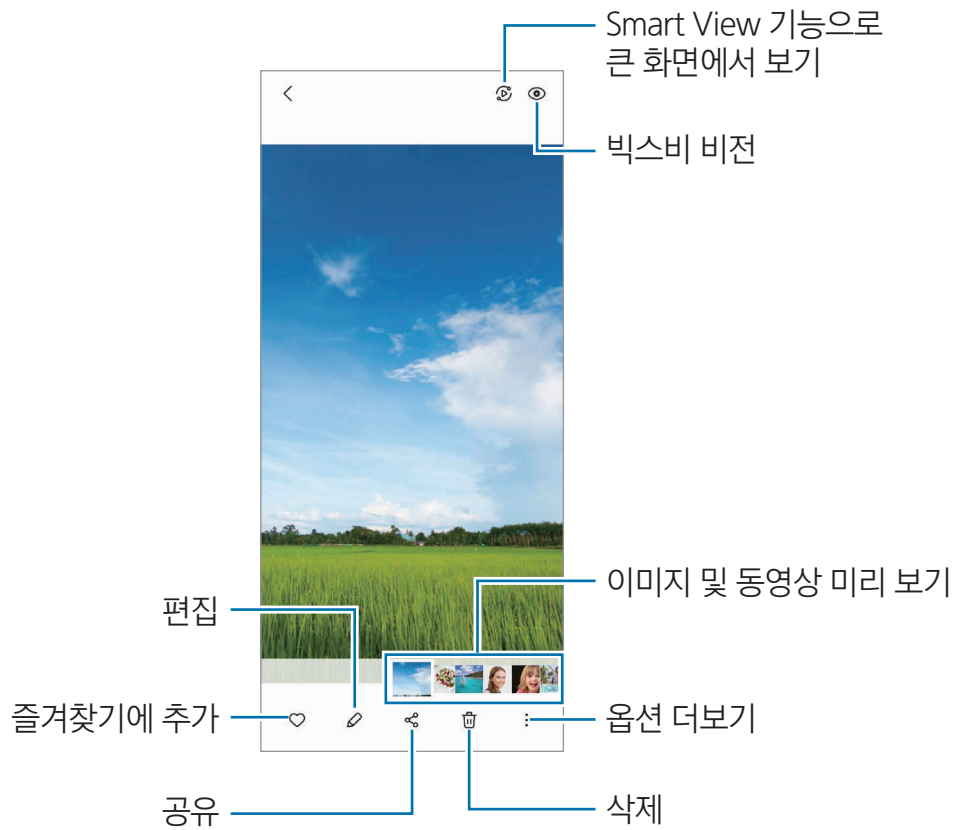 Smart View 기능으로
큰 화면에서 보기
빅스비 비전
이미지 및 동영상 미리 보기
편집
즐겨찾기에 추가
옵션 더보기
공유
삭제